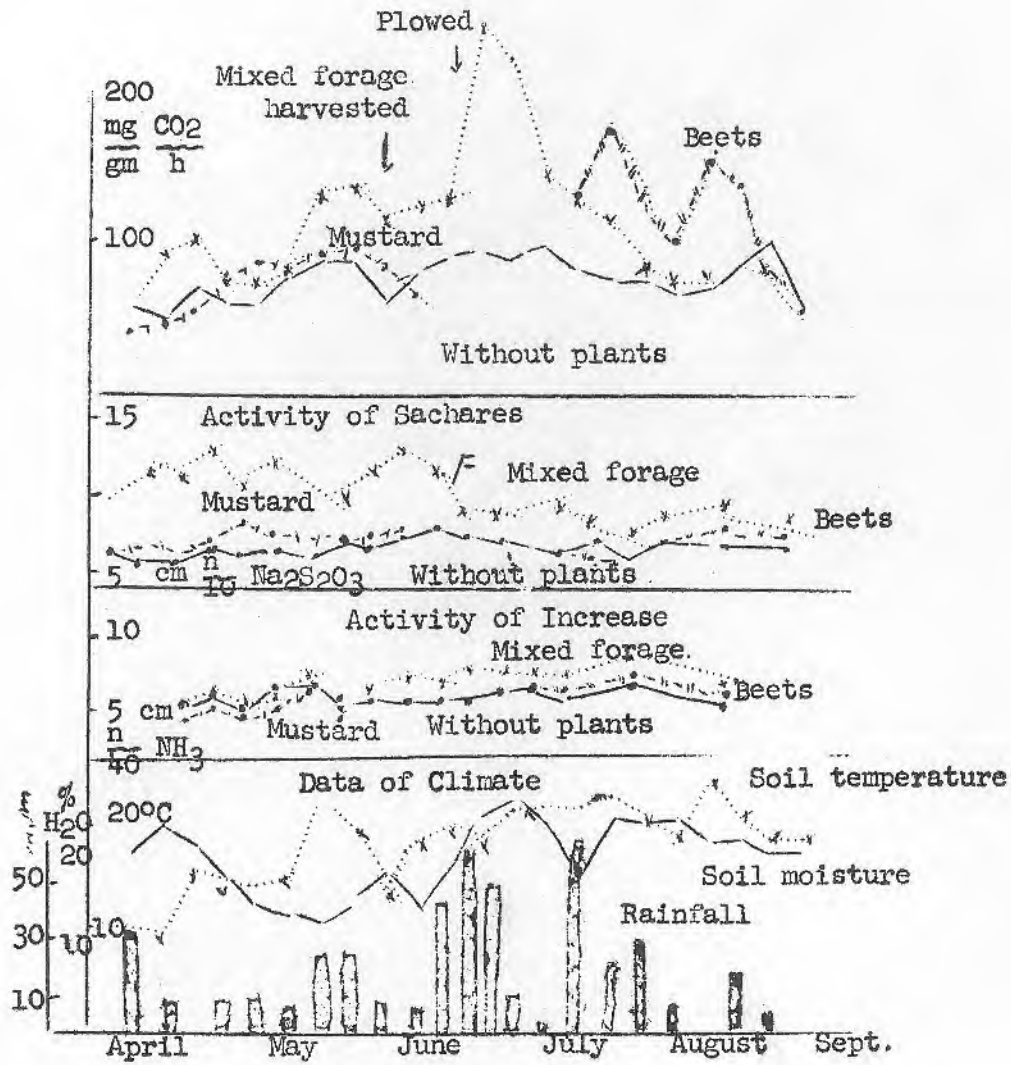 Plowed
Mixed forage
harvested
200
mg CO2
gm h
Beets
100
Mustard
Without plants
15
Activity of Sachares
Mixed forage
Mustard
Beets
5
cm n Na2S2O3
10
Without plants
Activity of Increase
10
Mixed forage.
Beets
5 cm
Mustard
Without plants
n NH3
40
Data of Climate
Soil temperature
%
H2O 20°C
20
50
Soil moisture
Rainfall
30
10 10
10
April May June July August Sept.